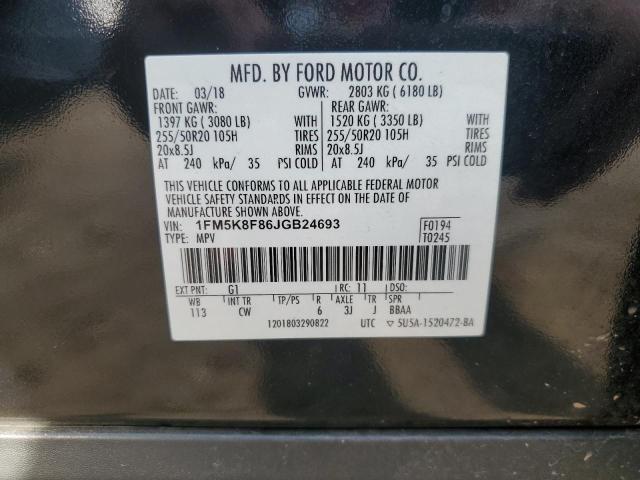 MFD. BY FORD MOTOR CO.
DATE: 03/18 GVWR: 2803 KG ( 6180 LB)
FRONT GAWR: REAR GAWR:
1397 KG ( 3080 LB) WITH 1520 KG ( 3350 LB) WITH
255/50R20 105H TIRES 255/50R20 105H TIRES
20x8.5J RIMS 20x8.5J RIMS
AT 240 kPa/ 35 PSI COLD AT 240 kPa/ 35 PSI COLD
THIS VEHICLE CONFORMS TO ALL APPLICABLE FEDERAL MOTOR
VEHICLE SAFETY STANDARDS IN EFFECT ON THE DATE OF
MANUFACTURE SHOWN ABOVE.
VIN: 1FM5K8F86JGB24693 F0194
TYPE: MPV T0245
EXT PNT: G1 RC: 11 DSO:
WB INT TR TP/PS R AXLE TR SPR
113 CW 6 3J J BBAA
1201803290822 UTC ▽ 5U5A-1520472-BA